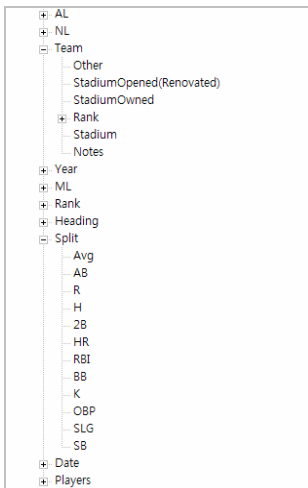 AL
NL
Team
Other
StadiumOpened(Renovated)
StadiumOwned
Rank
Stadium
Notes
Year
ML
Rank
Heading
Split
Avg
AB
R
H
2B
HR
RBI
BB
K
OBP
SLG
SB
Date
Players